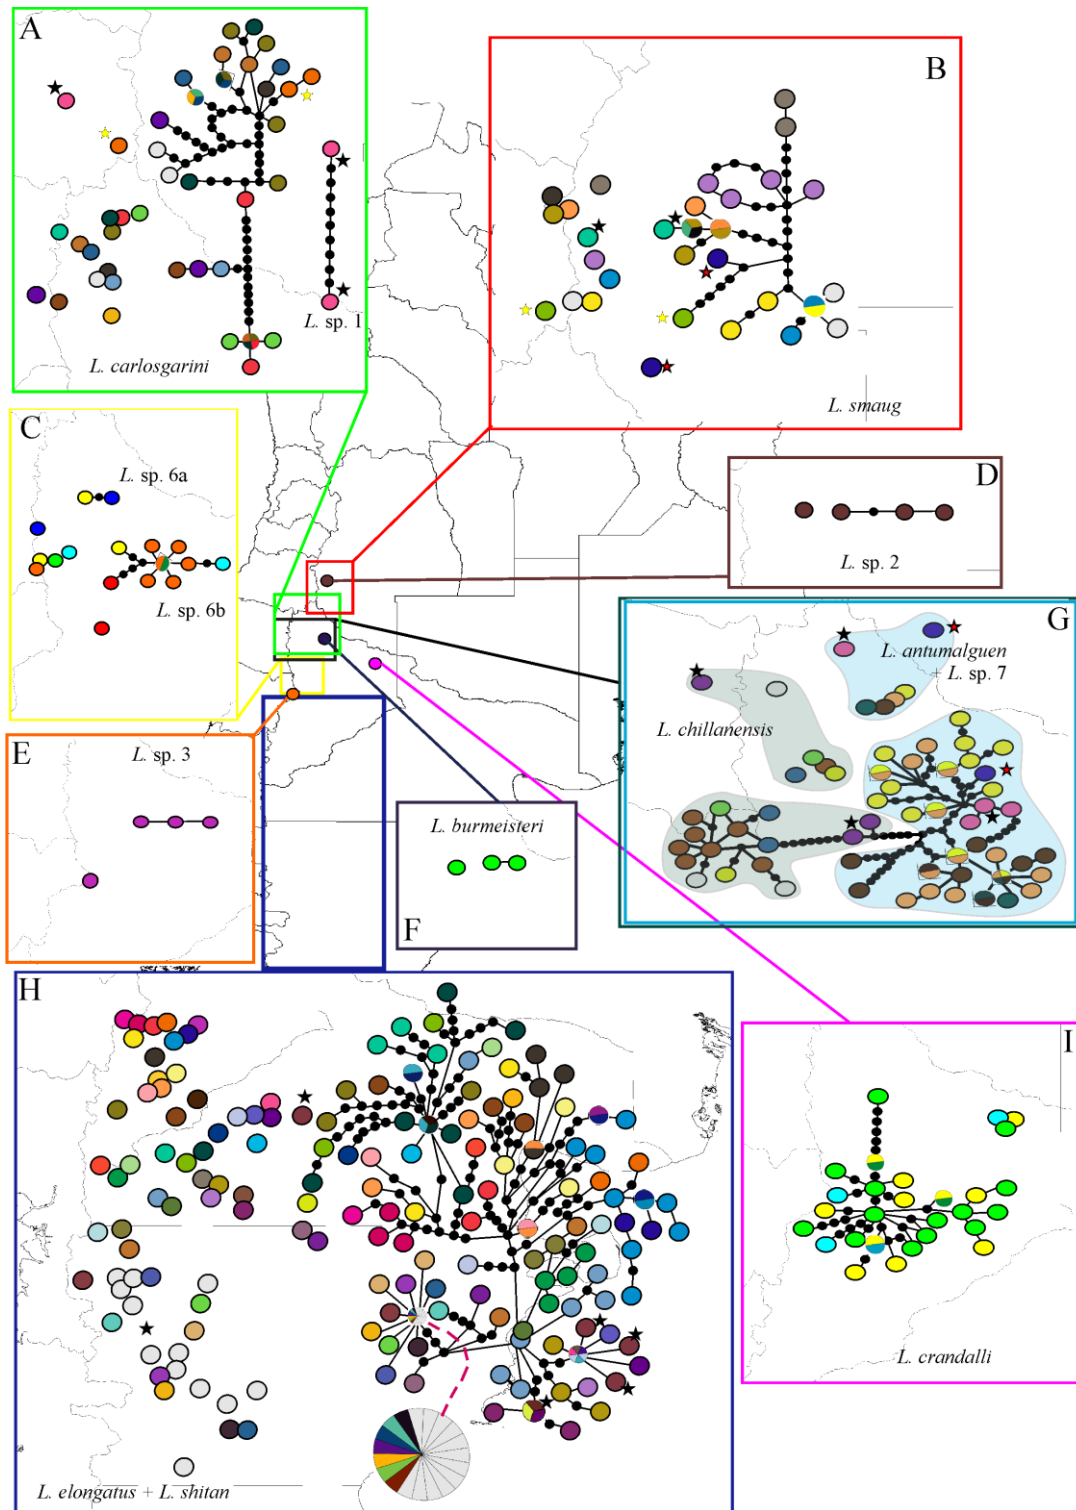 A
L. sp. 1
L. carlosgarini
B
L. smaug
C
L. sp. 6a
L. sp. 6b
D
L. sp. 2
E
L. sp. 3
F
L. burmeisteri
G
L. antumalguen
+ L. sp. 7
L. chillanensis
H
L. elongatus + L. shitan
I
L. crandalli